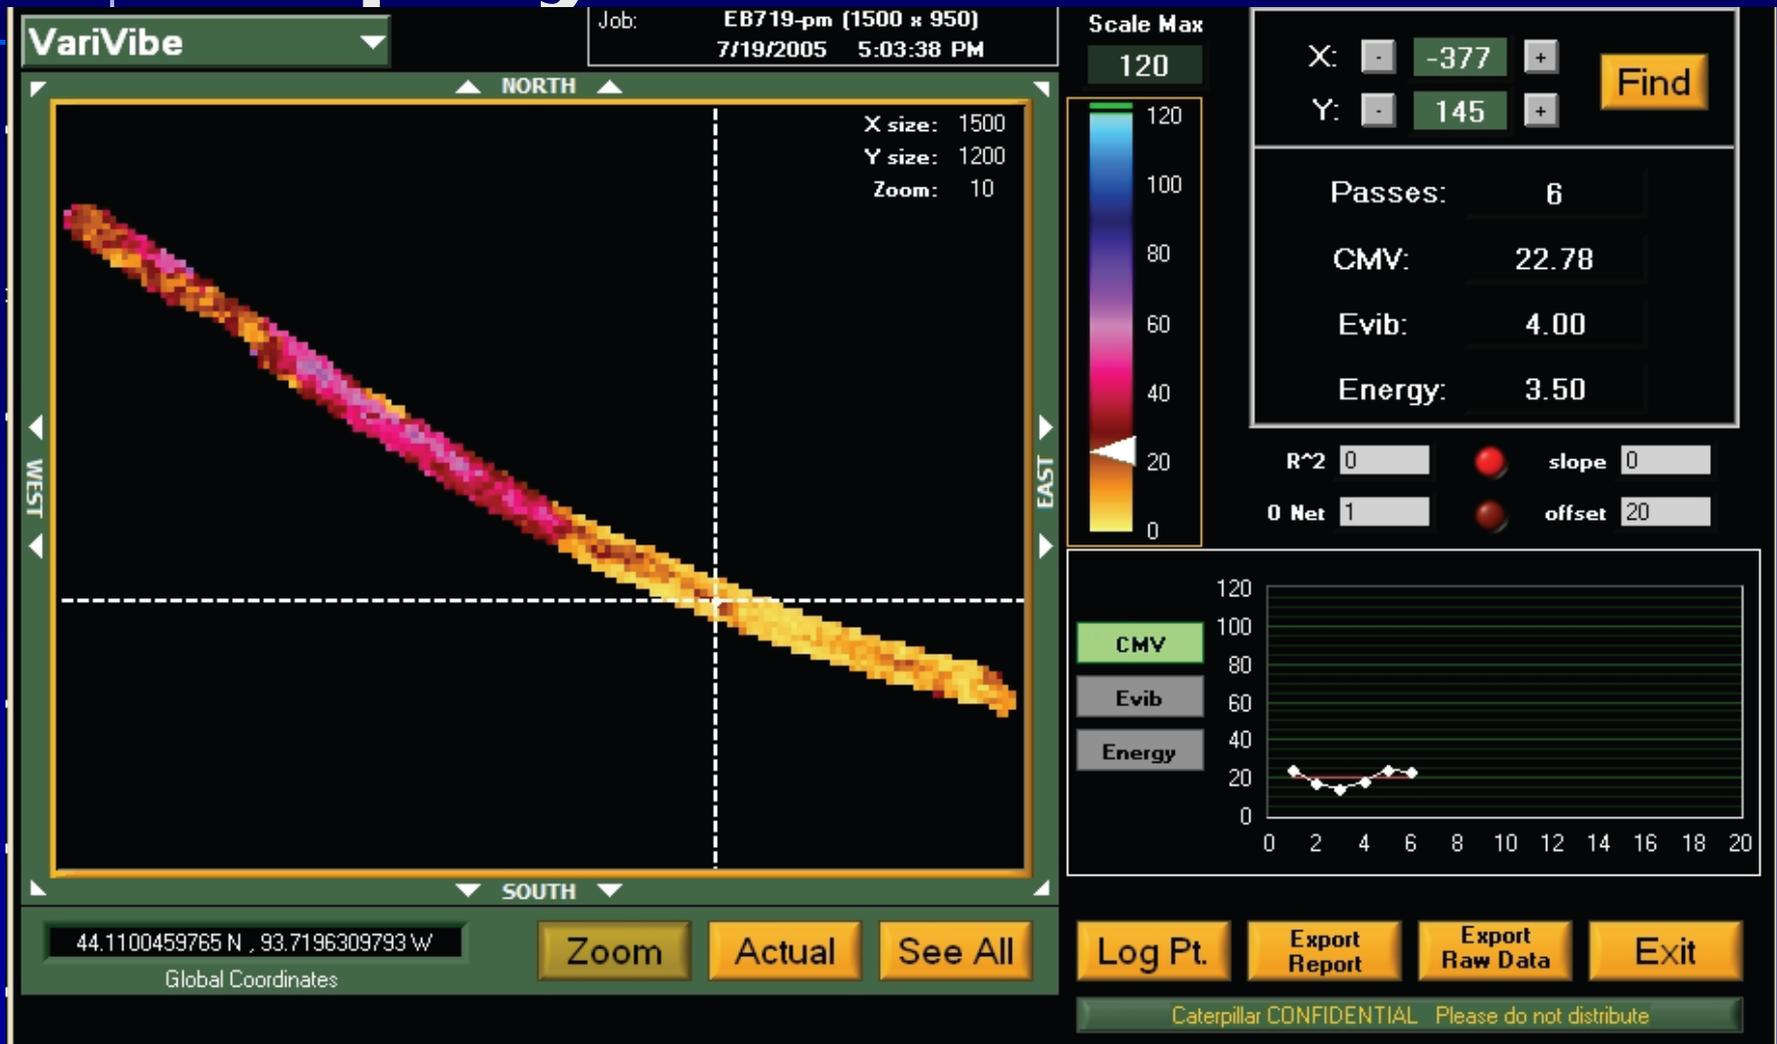 VariVibe
Job: EB719-pm (1500 x 950)
7/19/2005 5:03:38 PM
NORTH
X size: 1500
Y size: 1200
Zoom: 10
WEST
EAST
SOUTH
44.1100459765 N , 93.7196309793 W
Global Coordinates
Zoom
Actual
See All
Scale Max
120
120
100
80
60
40
20
0
X: - -377 +
Y: - 145 +
Find
Passes: 6
CMV: 22.78
Evib: 4.00
Energy: 3.50
R^2 0 slope 0
0 Net 1 offset 20
CMV
Evib
Energy
120
100
80
60
40
20
0
0 2 4 6 8 10 12 14 16 18 20
Log Pt.
Export
Report
Export
Raw Data
Exit
Caterpillar CONFIDENTIAL Please do not distribute